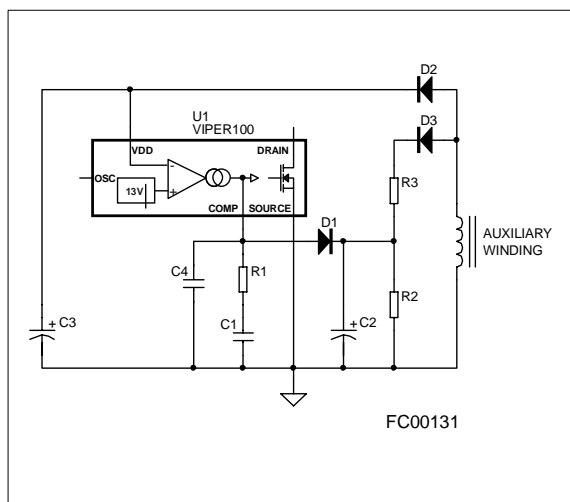 D2
D3
U1
VIPER100
VDD
DRAIN
OSC
-
+
13V
COMP
SOURCE
R3
D1
AUXILIARY
WINDING
C4
R1
R2
+
C3
C1
+
C2
FC00131